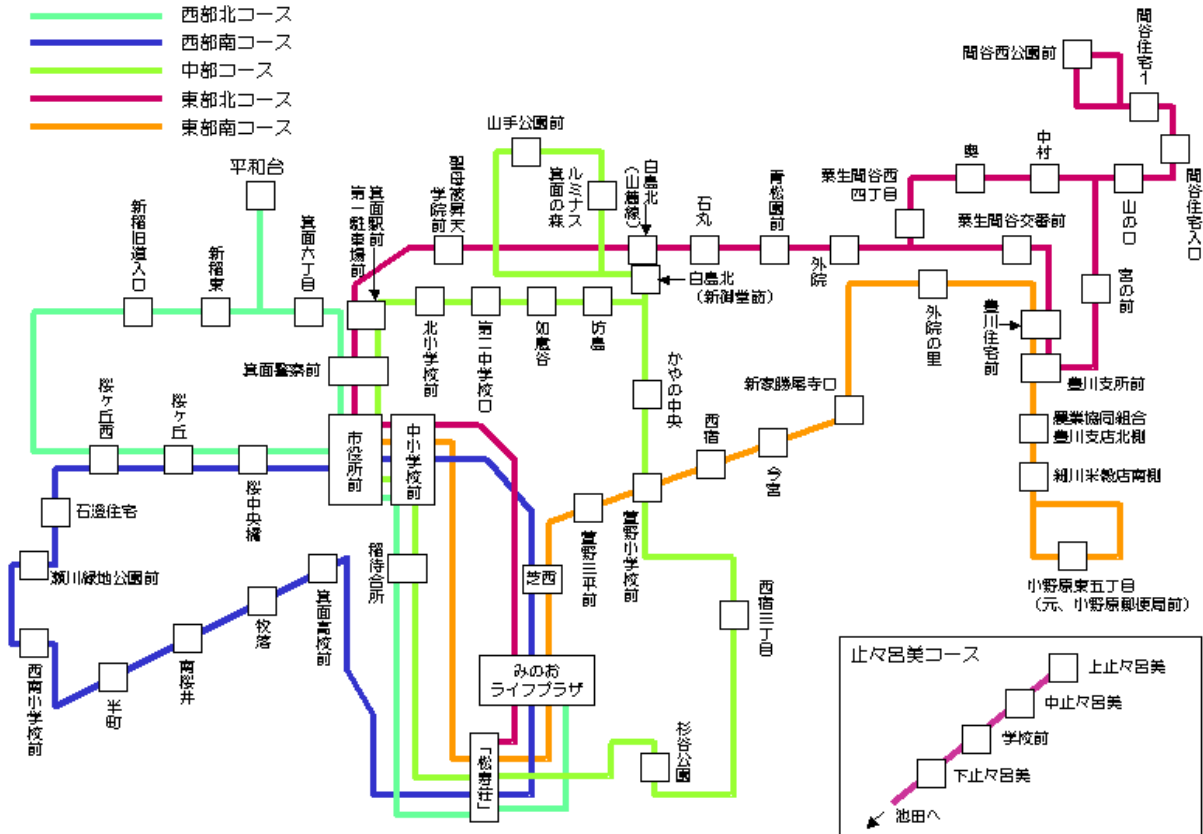 西部北コース
西部南コース
中部コース
東部北コース
東部南コース
平和台
新稲旧道入口
新稲東
箕面六丁目
箕面駅前
第一駐車場前
聖母被昇天
学院前
山手公園前
ルミナス
箕面の森
白島北
（山麓線）
白島北
（新御堂筋）
石丸
青松園前
外院
粟生間谷西
四丁目
奥
中村
山の口
間谷西公園前
間谷住宅入口
粟生間谷交番前
宮の前
箕面警察前
北小学校前
第二中学校口
如意谷
坊島
かやの中央
新家勝尾寺口
外院の里
豊川住宅前
豊川支所前
農業協同組合
豊川支店北側
細川米穀店南側
小野原東五丁目
（元、小野原郵便局前）
桜ヶ丘西
桜ヶ丘
桜中央橋
市役所前
中小学校前
西宿
今宮
石澄住宅
瀬川緑地公園前
西南小学校前
半町
南桜井
牧落
箕面高校前
稲待合所
芝西
萱野三平前
萱野小学校前
西宿三丁目
みのお
ライフプラザ
「松寿荘」
杉谷公園
止々呂美コース
上止々呂美
中止々呂美
学校前
下止々呂美
池田へ